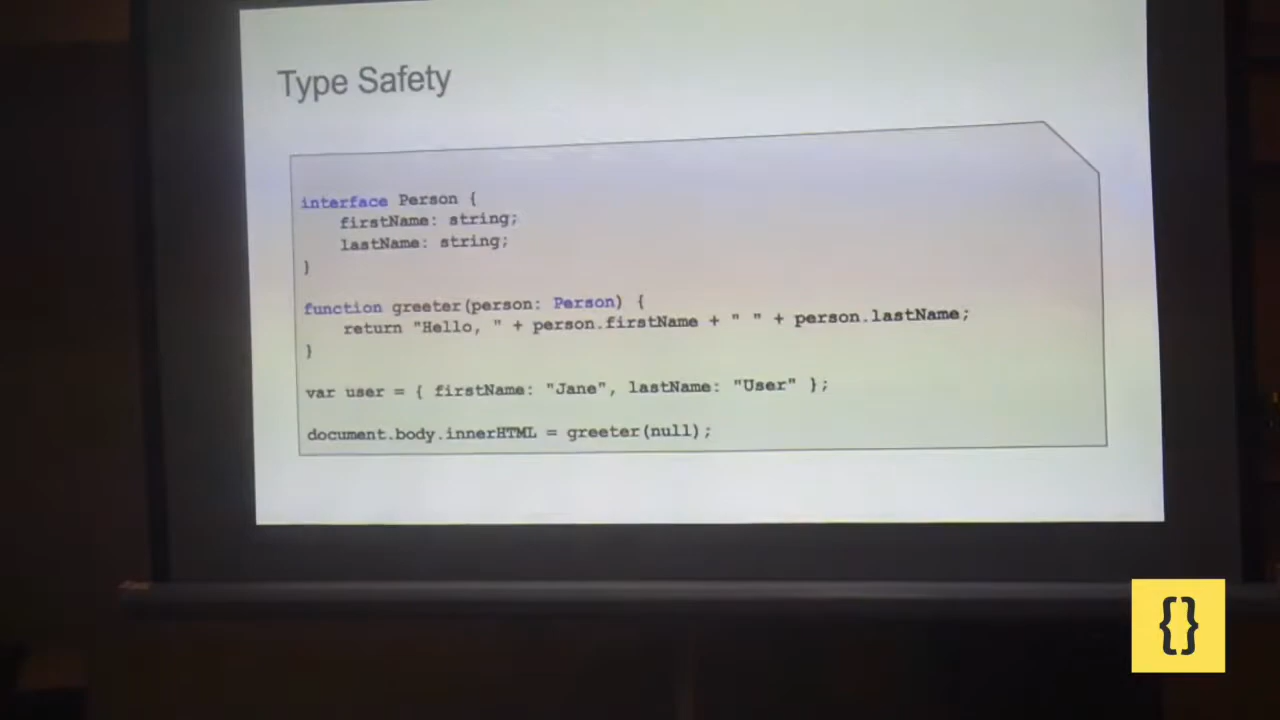 Type Safety
interface Person {
firstName: string;
lastName: string;
}
function greeter(person: Person) {
return "Hello, " + person.firstName + " " + person.lastName;
}
var user = { firstName: "Jane", lastName: "User" };
document.body.innerHTML = greeter(null);
{}